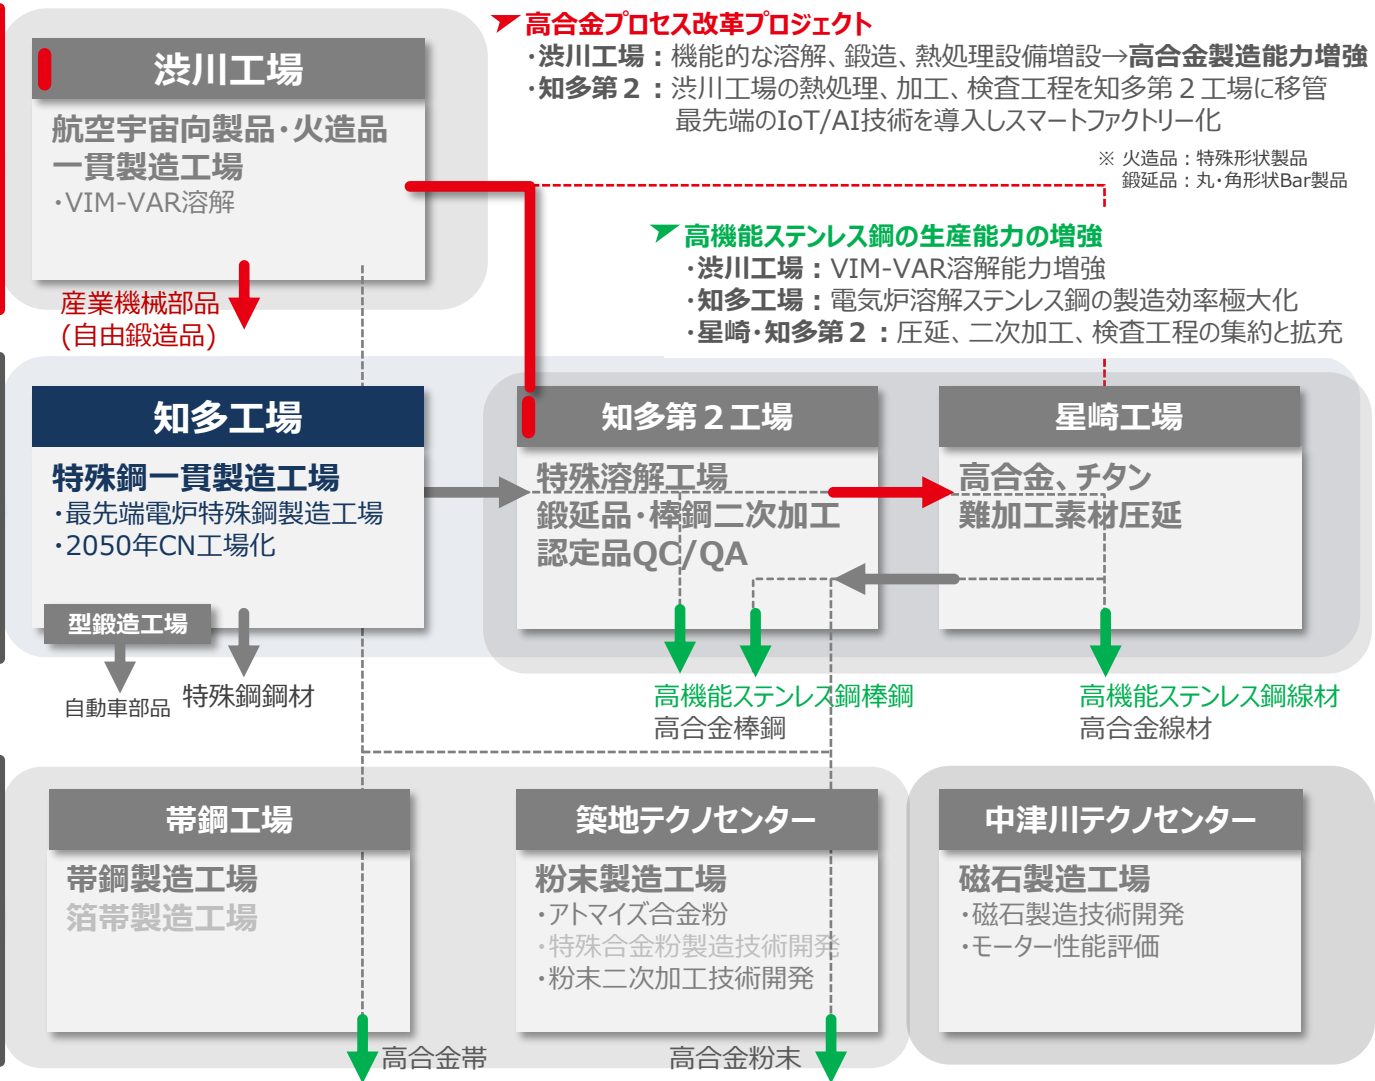 高合金プロセス改革プロジェクト
・渋川工場：機能的な溶解、鍛造、熱処理設備増設→高合金製造能力増強
・知多第２：渋川工場の熱処理、加工、検査工程を知多第２工場に移管
最先端のIoT/AI技術を導入しスマートファクトリー化
※ 火造品：特殊形状製品
鍛延品：丸・角形状Bar製品
渋川工場
航空宇宙向製品・火造品
一貫製造工場
・VIM-VAR溶解
産業機械部品
(自由鍛造品)
高機能ステンレス鋼の生産能力の増強
・渋川工場：VIM-VAR溶解能力増強
・知多工場：電気炉溶解ステンレス鋼の製造効率極大化
・星崎・知多第２：圧延、二次加工、検査工程の集約と拡充
知多工場
特殊鋼一貫製造工場
・最先端電炉特殊鋼製造工場
・2050年CN工場化
型鍛造工場
自動車部品
特殊鋼鋼材
知多第２工場
特殊溶解工場
鍛延品・棒鋼二次加工
認定品QC/QA
高機能ステンレス鋼棒鋼
高合金棒鋼
星崎工場
高合金、チタン
難加工素材圧延
高機能ステンレス鋼線材
高合金線材
帯鋼工場
帯鋼製造工場
箔帯製造工場
高合金帯
築地テクノセンター
粉末製造工場
・アトマイズ合金粉
・特殊合金粉製造技術開発
・粉末二次加工技術開発
高合金粉末
中津川テクノセンター
磁石製造工場
・磁石製造技術開発
・モーター性能評価